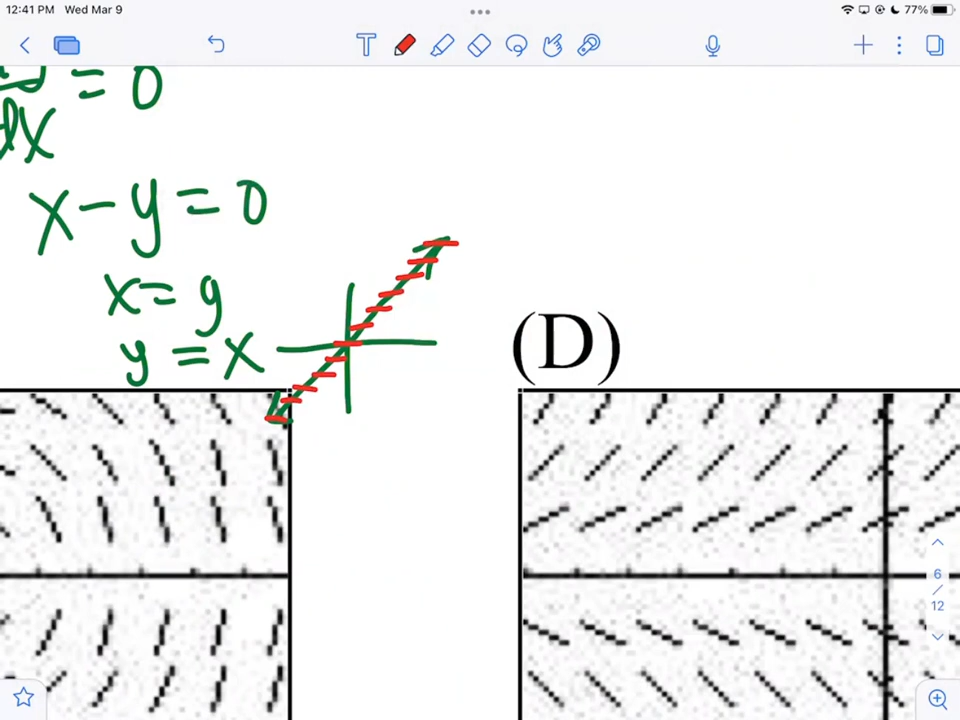 12:41 PM Wed Mar 9
77%
= 0
dx
x - y = 0
x = y
y = x
(D)
6
/
12